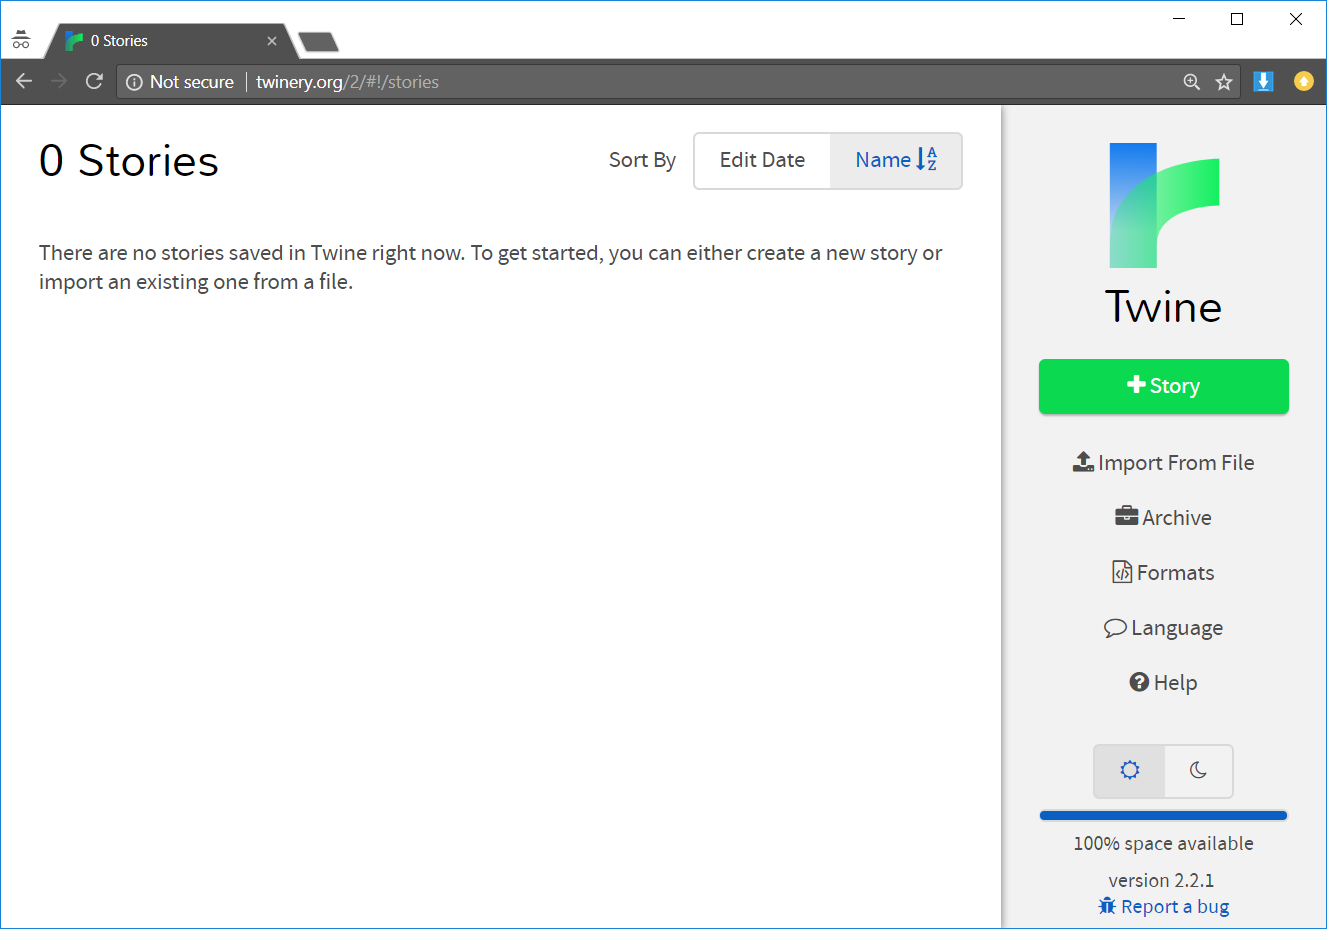 0 Stories
Not secure twinery.org/2/#!/stories
0 Stories
Sort By Edit Date Name AZ
There are no stories saved in Twine right now. To get started, you can either create a new story or
import an existing one from a file.
Twine
Story
Import From File
Archive
Formats
Language
Help
100% space available
version 2.2.1
Report a bug